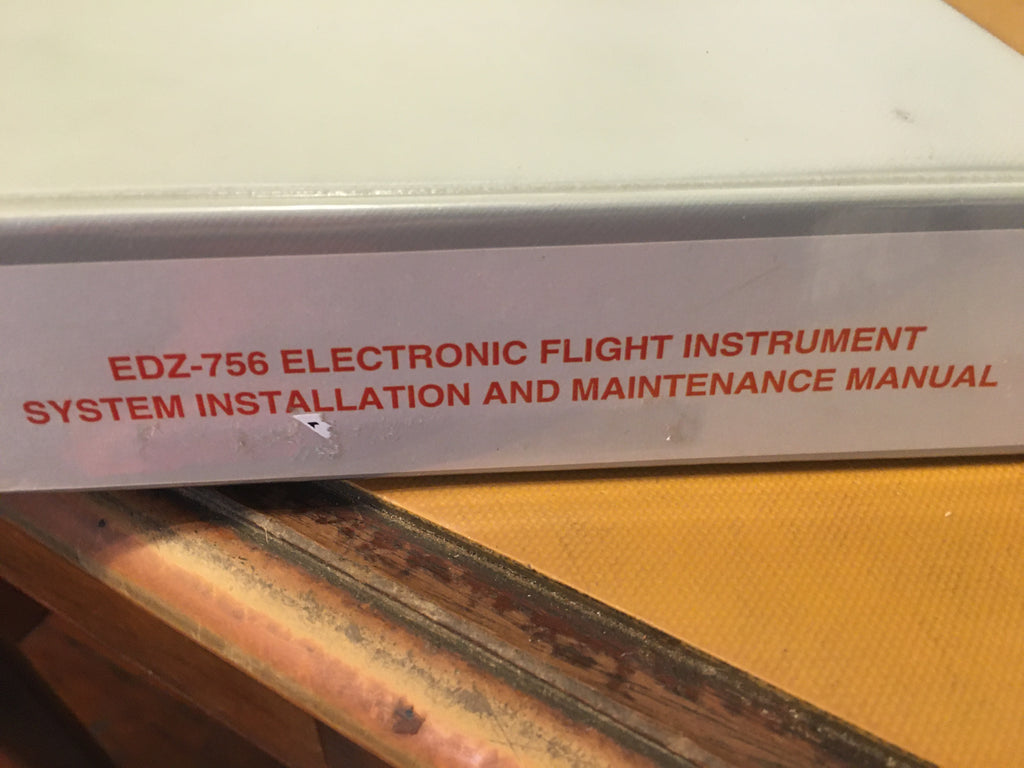 EDZ-756 ELECTRONIC FLIGHT INSTRUMENT
SYSTEM INSTALLATION AND MAINTENANCE MANUAL